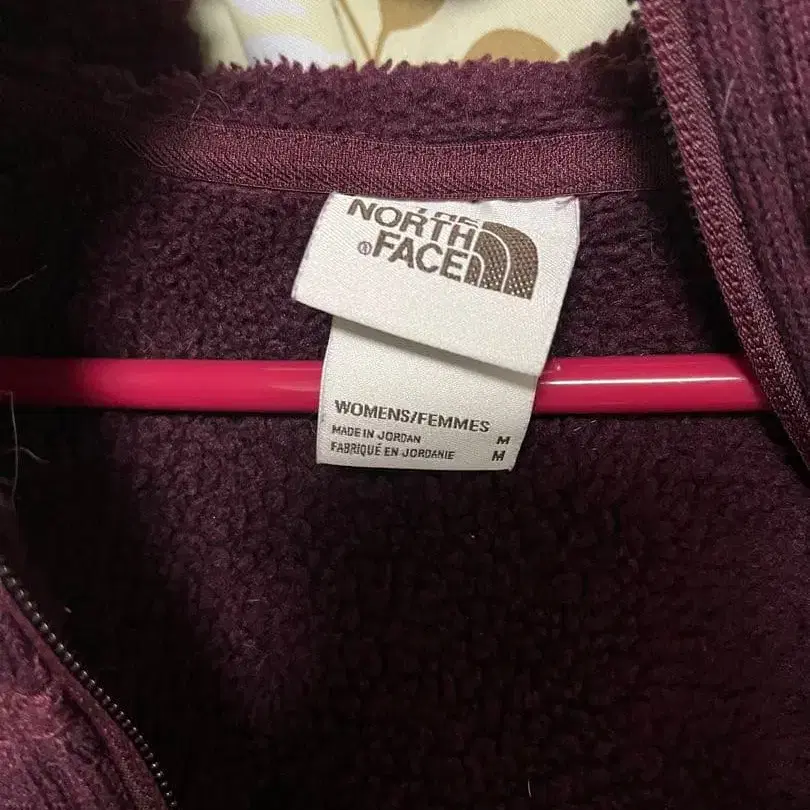 THE
NORTH
FACE
WOMENS/FEMMES
MADE IN JORDAN M
FABRIQUÉ EN JORDANIE M